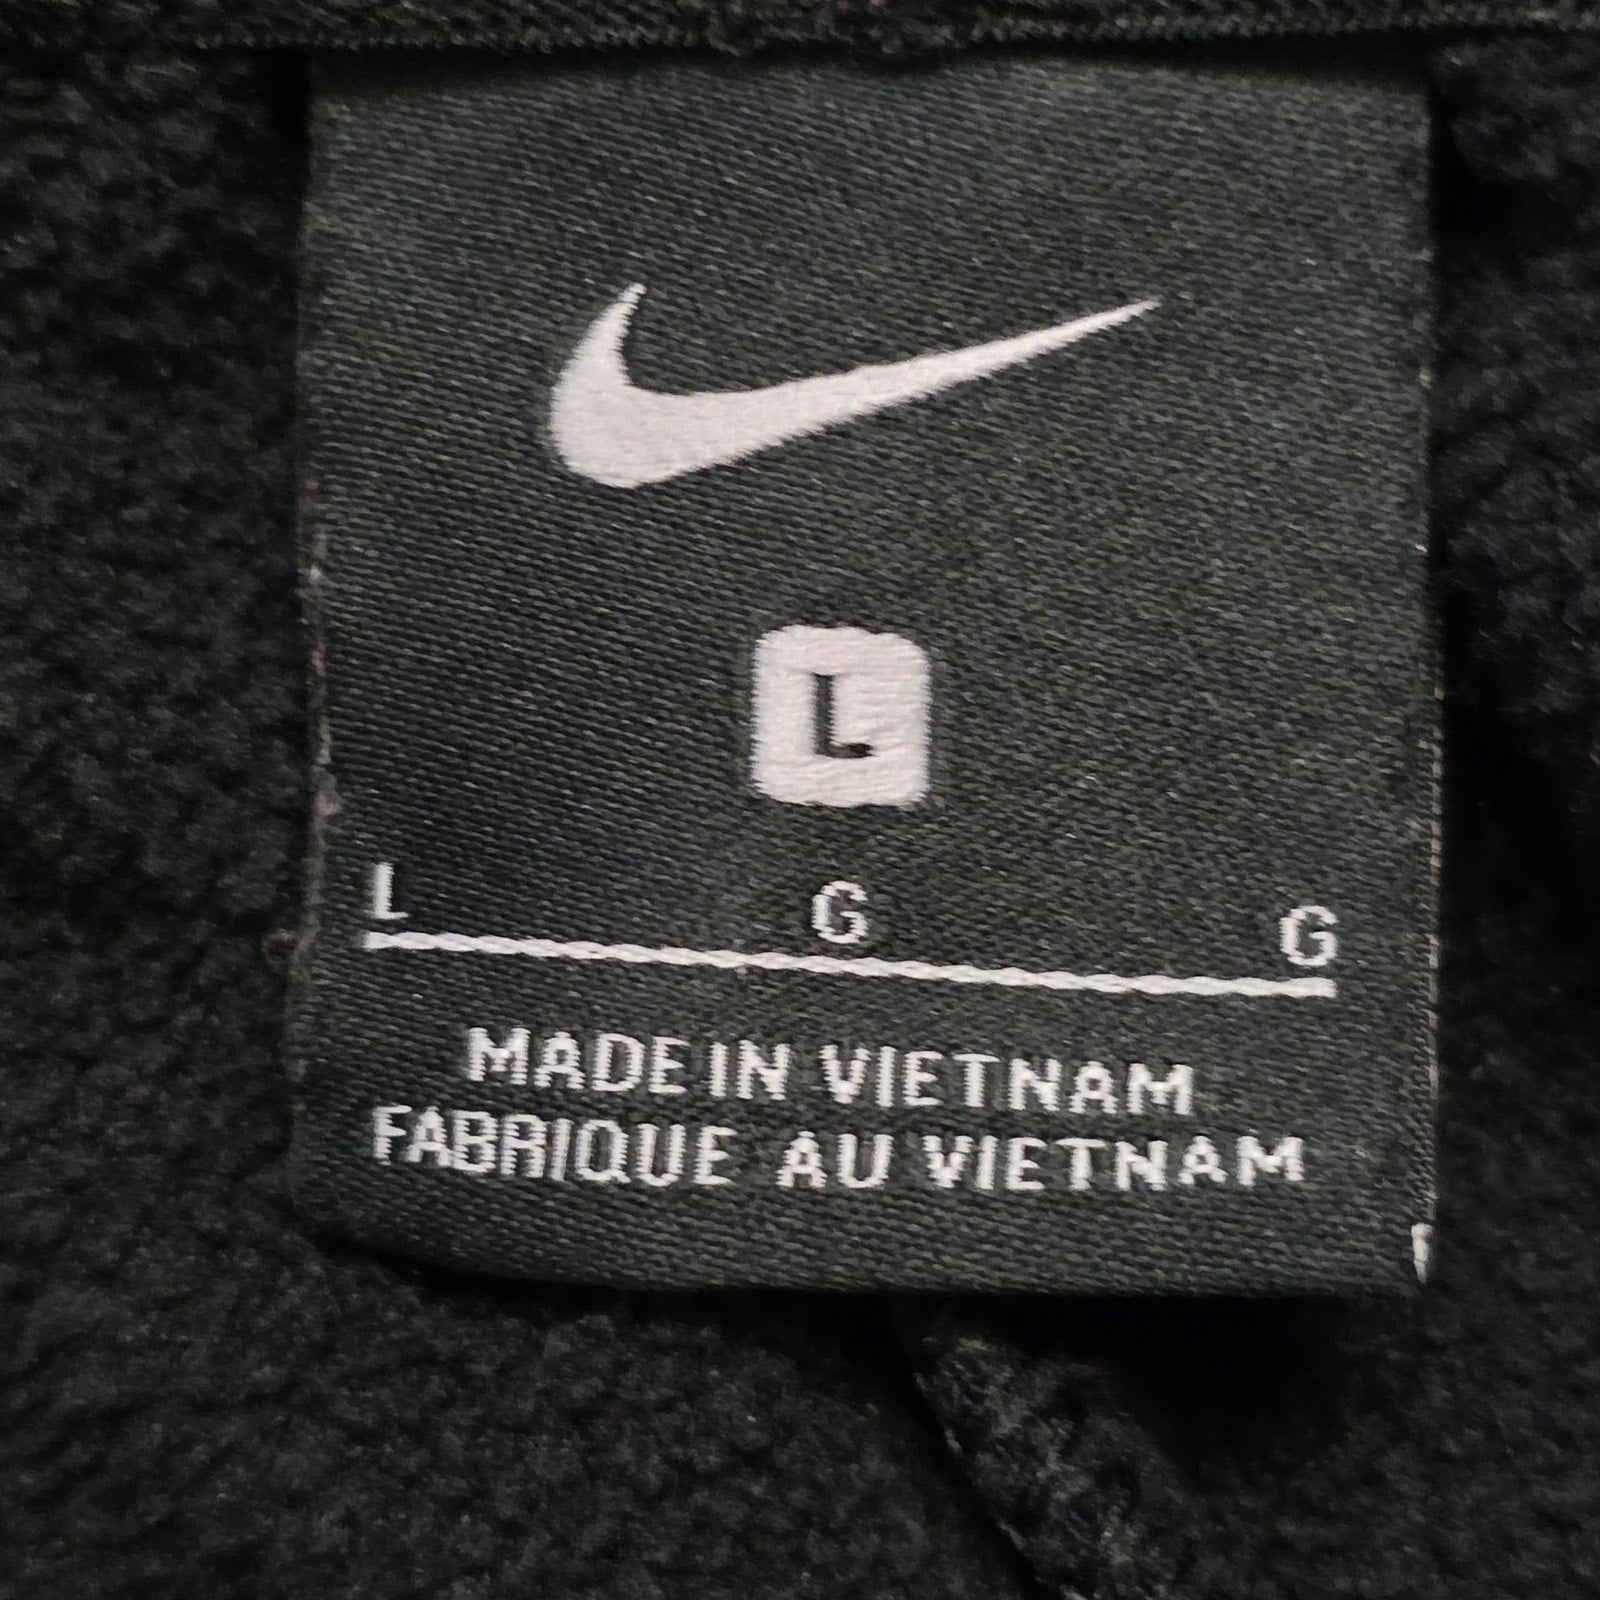 L
L G G
MADE IN VIETNAM
FABRIQUE AU VIETNAM